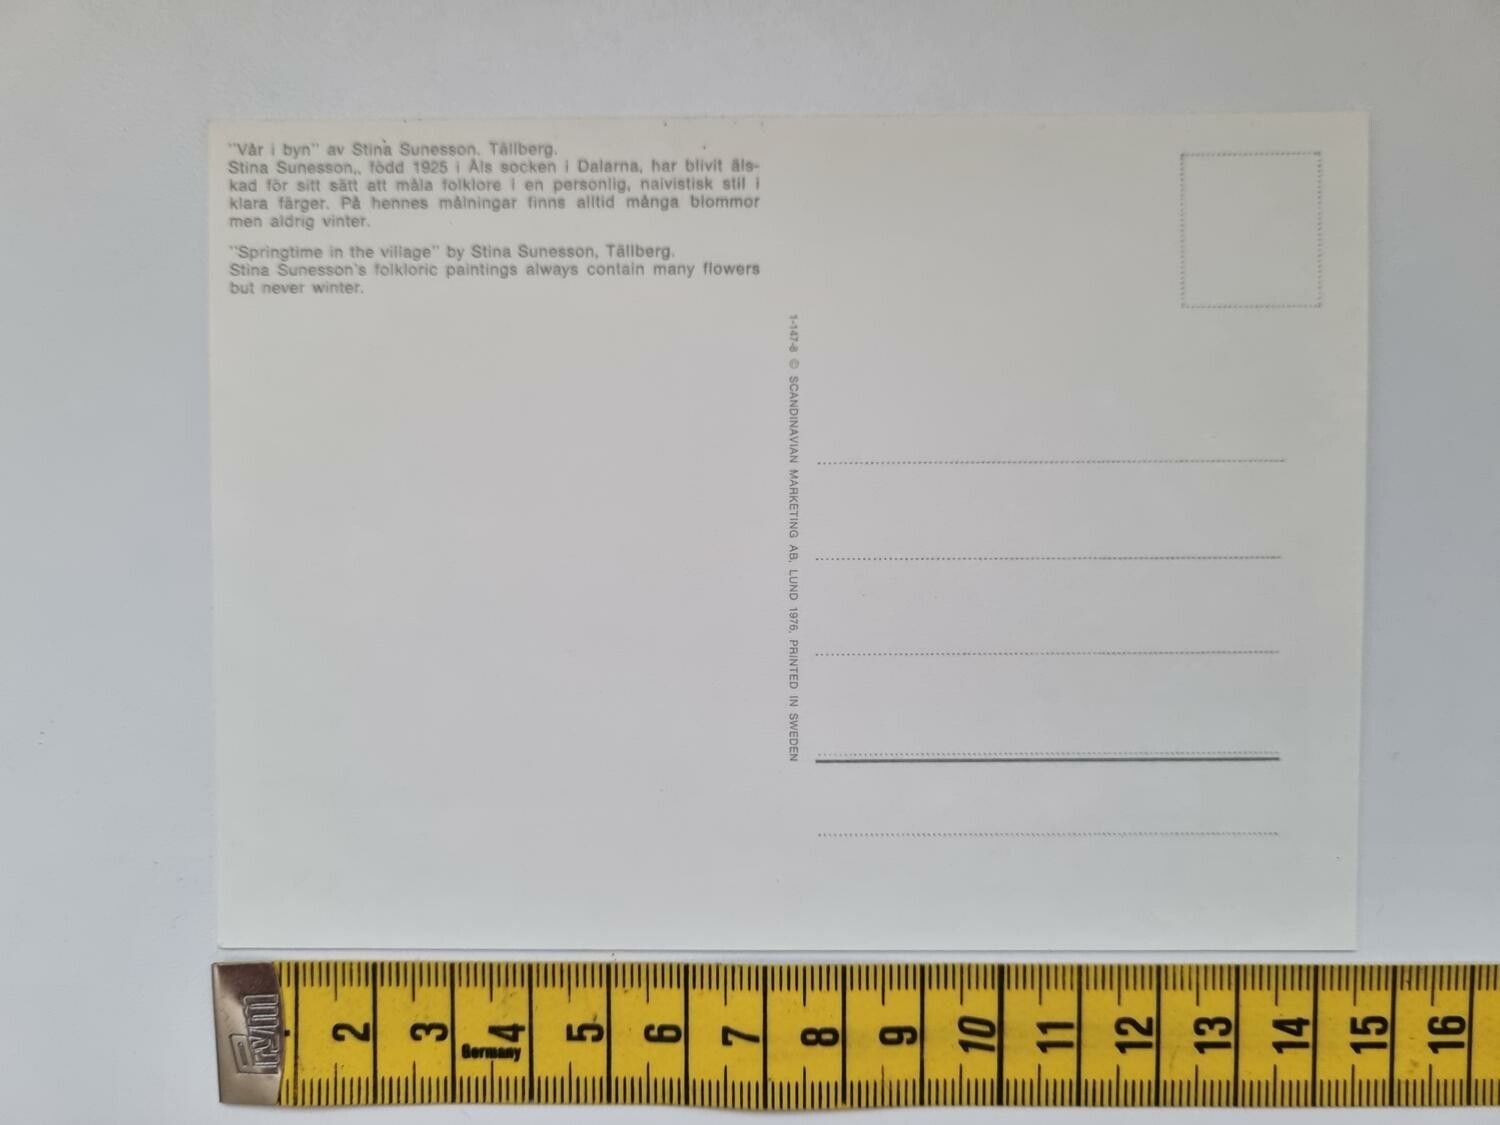 "Vår i byn" av Stina Sunesson, Tällberg.
Stina Sunesson,, född 1925 i Åls socken i Dalarna, har blivit äls-
kad för sitt sätt att måla folklore i en personlig, naivistisk stil i
klara färger. På hennes målningar finns alltid många blommor
men aldrig vinter.
"Springtime in the village" by Stina Sunesson, Tällberg.
Stina Sunesson's folkloric paintings always contain many flowers
but never winter.
1-147-8 © SCANDINAVIAN MARKETING AB, LUND 1976, PRINTED IN SWEDEN
Prym
2 3 4 5 6 7 8 9 10 11 12 13 14 15 16
Germany